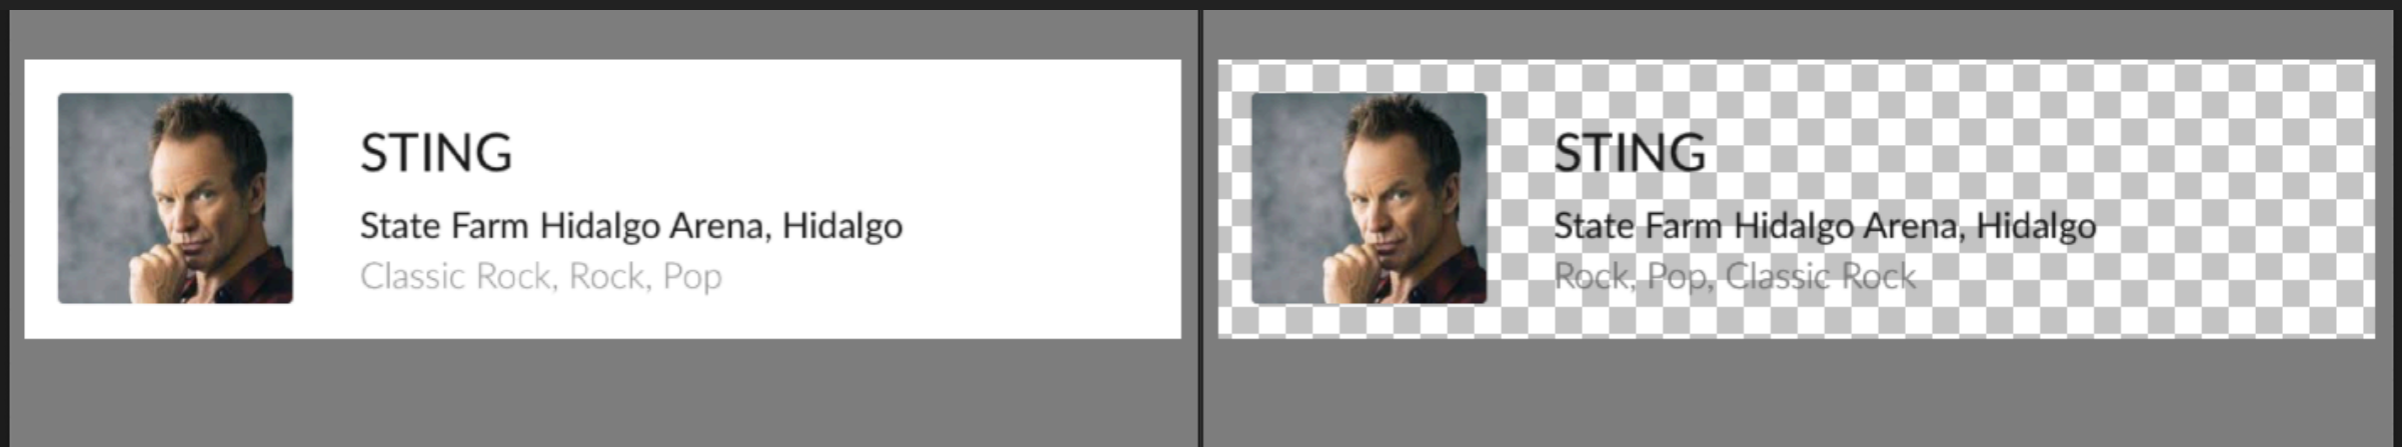 STING
State Farm Hidalgo Arena, Hidalgo
Classic Rock, Rock, Pop
STING
State Farm Hidalgo Arena, Hidalgo
Rock, Pop, Classic Rock